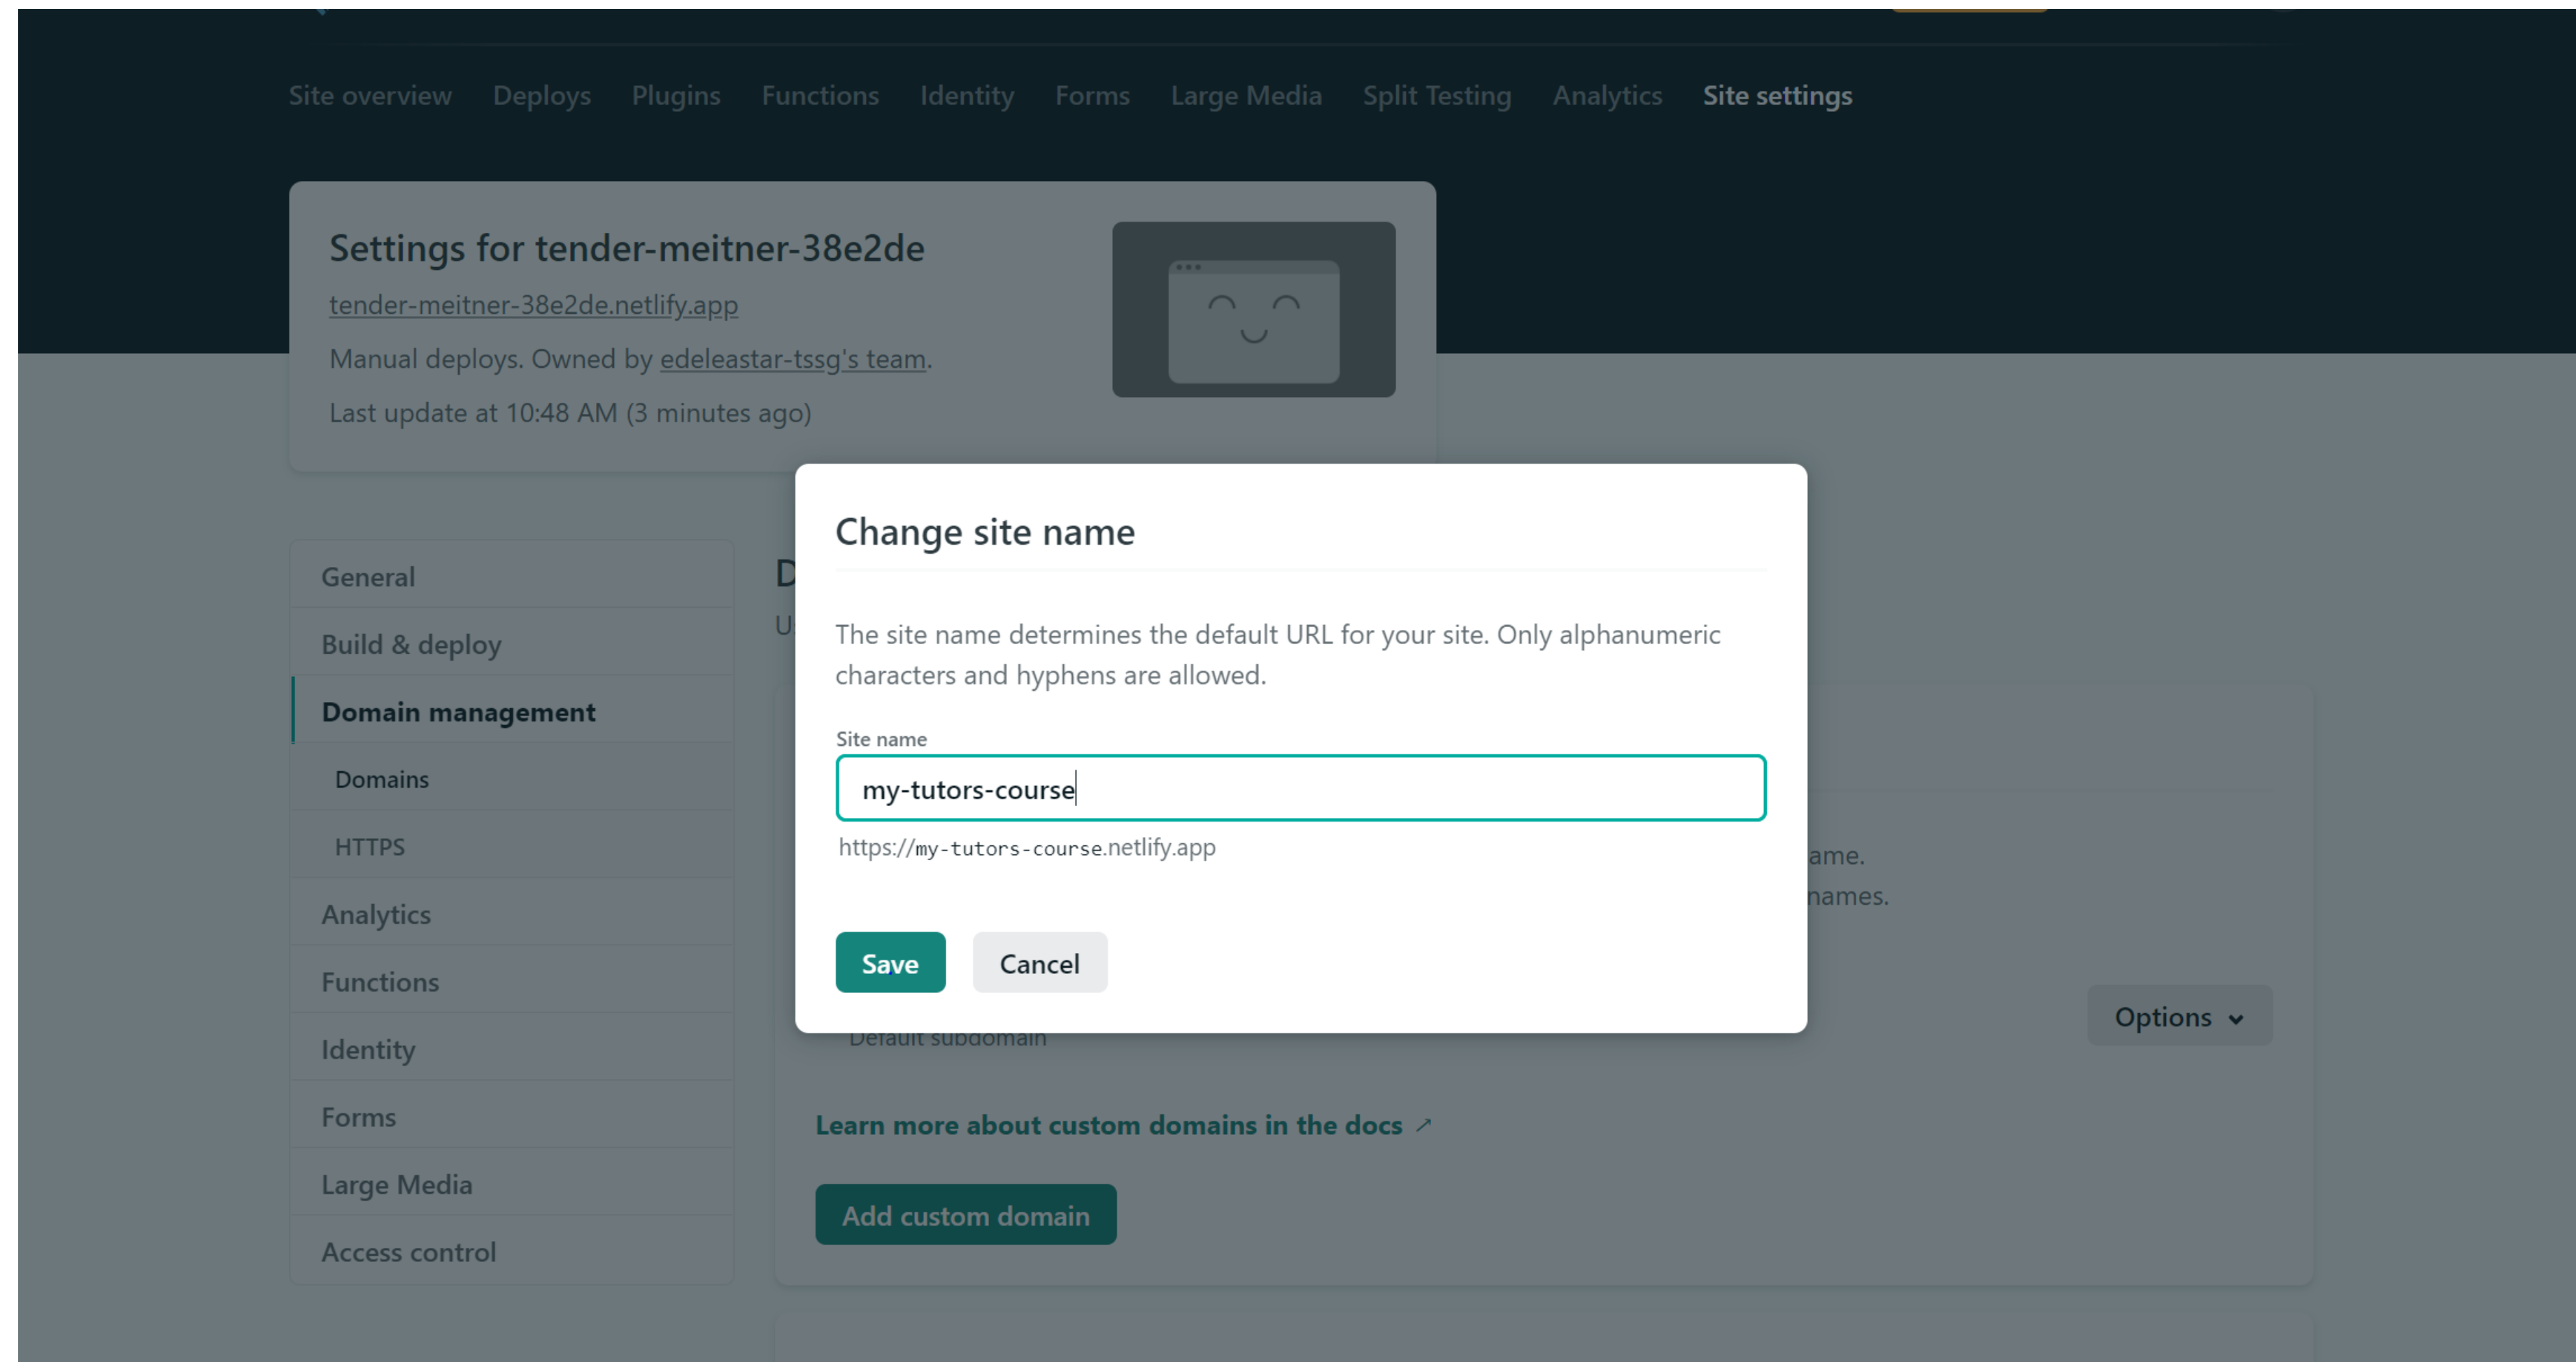 Site overview Deploys Plugins Functions Identity Forms Large Media Split Testing Analytics Site settings
Settings for tender-meitner-38e2de
tender-meitner-38e2de.netlify.app
Manual deploys. Owned by edeleastar-tssg's team.
Last update at 10:48 AM (3 minutes ago)
General
Build & deploy
Domain management
Domains
HTTPS
Analytics
Functions
Identity
Forms
Large Media
Access control
Change site name
The site name determines the default URL for your site. Only alphanumeric
characters and hyphens are allowed.
Site name
my-tutors-course
https://my-tutors-course.netlify.app
Save Cancel
names.
Options
Default subdomain
Learn more about custom domains in the docs ↗
Add custom domain